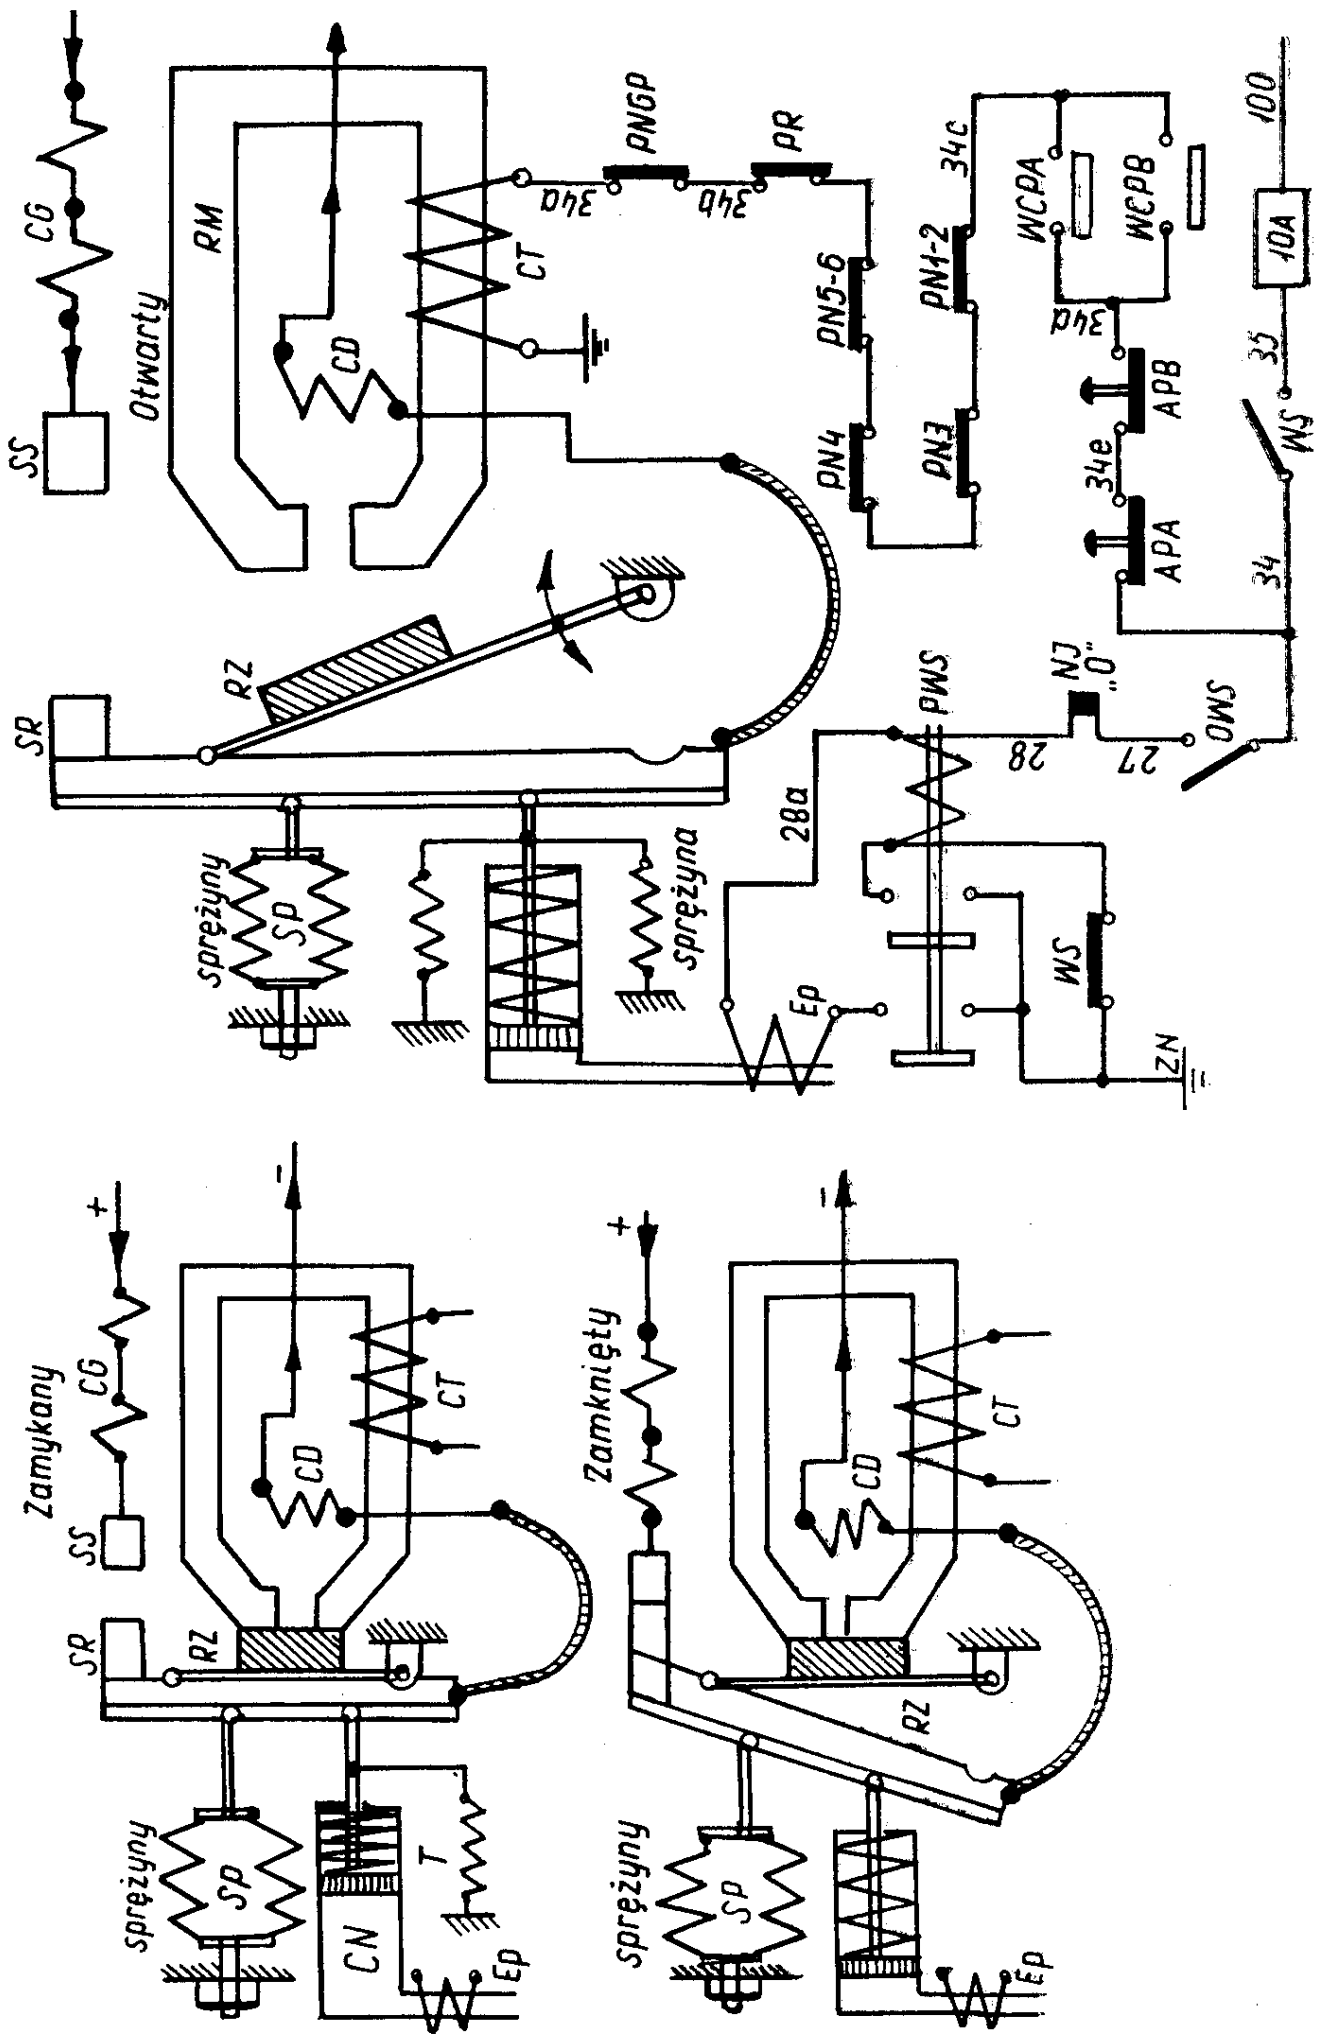 Otwarty
SS
CG
RM
CD
CT
SR
RZ
sprężyny
SP
sprężyna
Ep
28a
PWS
28
NJ
"0"
27
OWS
WS
ZN
34a
PNGP
34b
PR
PN5-6
PN4
PN3
PN1-2
34c
WCPA
WCPB
34d
APB
34e
APA
34
WS
35
10A
100
Zamykany
SS
CG
+
-
SR
RZ
CD
CT
sprężyny
SP
CN
T
Ep
Zamknięty
+
-
CD
CT
RZ
sprężyny
SP
Ep